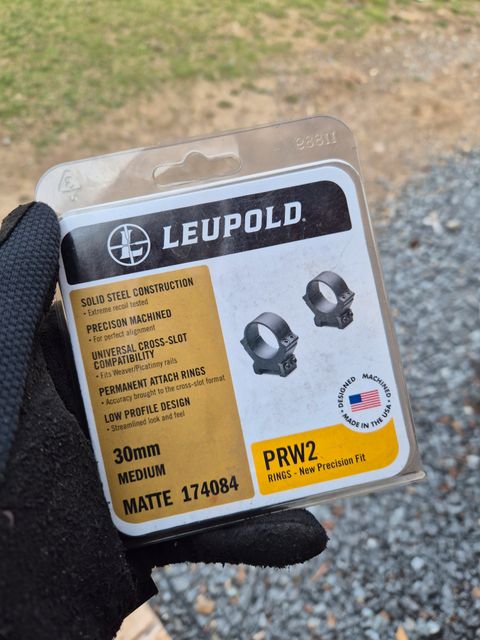 LEUPOLD®
SOLID STEEL CONSTRUCTION
• Extreme recoil tested
PRECISON MACHINED
• For perfect alignment
UNIVERSAL CROSS-SLOT
COMPATIBILITY
• Fits Weaver/Picatinny rails
PERMANENT ATTACH RINGS
• Accuracy brought to the cross-slot format
LOW PROFILE DESIGN
• Streamlined look and feel
30mm
MEDIUM
MATTE 174084
DESIGNED MACHINED
• MADE IN THE USA •
PRW2
RINGS - New Precision Fit